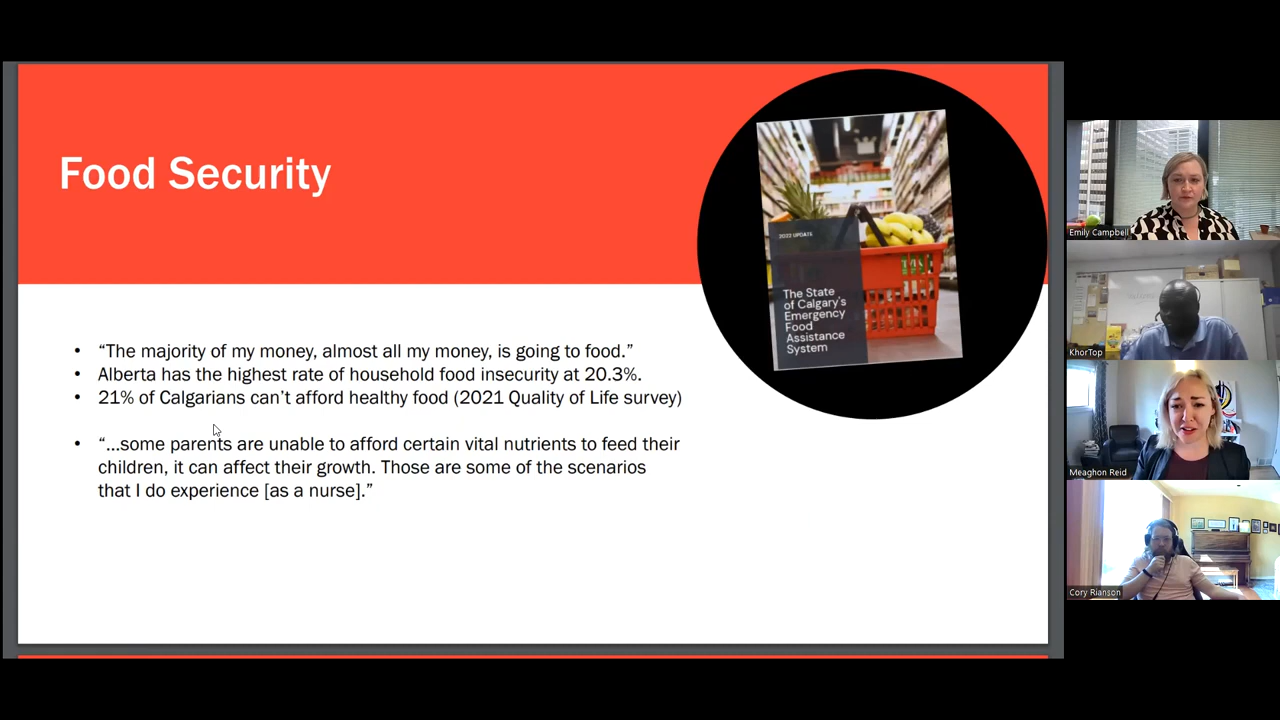 Food Security
2022 UPDATE
The State
of Calgary's
Emergency
Food
Assistance
System
• “The majority of my money, almost all my money, is going to food.”
• Alberta has the highest rate of household food insecurity at 20.3%.
• 21% of Calgarians can’t afford healthy food (2021 Quality of Life survey)
• “…some parents are unable to afford certain vital nutrients to feed their
children, it can affect their growth. Those are some of the scenarios
that I do experience [as a nurse].”
Emily Campbell
KhorTop
Meaghon Reid
Cory Rianson